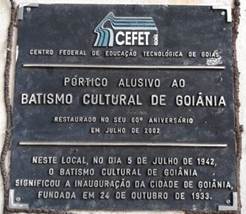 CEFET
CENTRO FEDERAL DE EDUCAÇÃO TECNOLÓGICA DE GOIÁS
PÓRTICO ALUSIVO AO
BATISMO CULTURAL DE GOIÂNIA
RESTAURADO NO SEU 60º ANIVERSÁRIO
EM JULHO DE 2002
NESTE LOCAL, NO DIA 5 DE JULHO DE 1942,
O BATISMO CULTURAL DE GOIÂNIA
SIGNIFICOU A INAUGURAÇÃO DA CIDADE DE GOIÂNIA,
FUNDADA EM 24 DE OUTUBRO DE 1933.